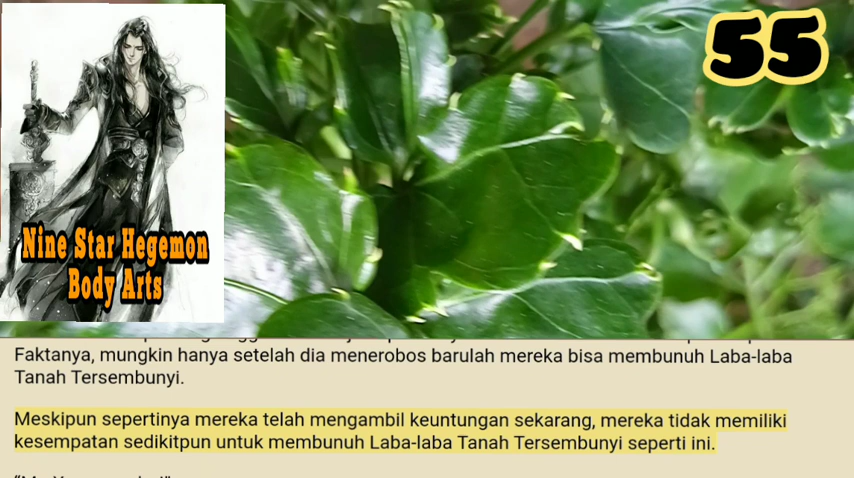 55
Nine Star Hegemon
Body Arts
Faktanya, mungkin hanya setelah dia menerobos barulah mereka bisa membunuh Laba-laba
Tanah Tersembunyi.
Meskipun sepertinya mereka telah mengambil keuntungan sekarang, mereka tidak memiliki
kesempatan sedikitpun untuk membunuh Laba-laba Tanah Tersembunyi seperti ini.